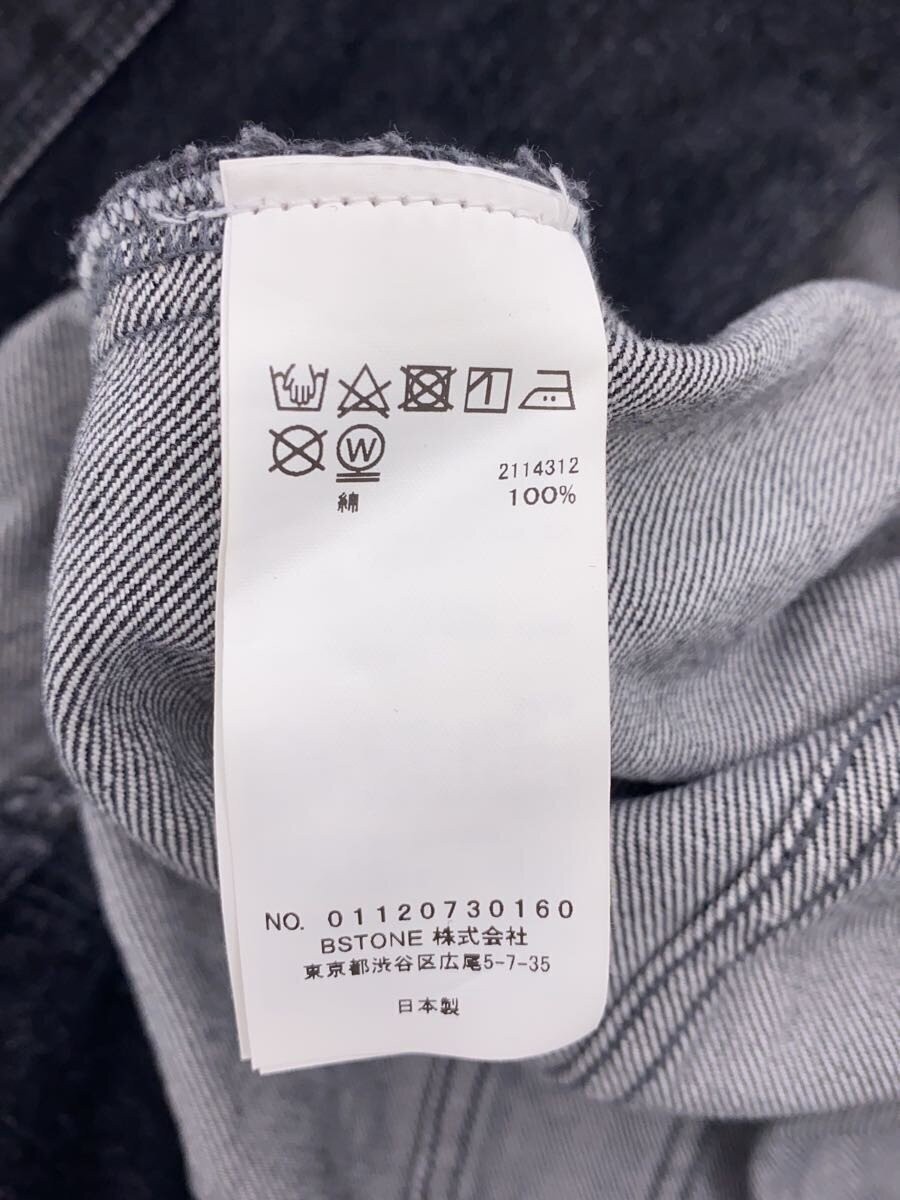 W
2114312
綿 100%
NO. 01120730160
BSTONE 株式会社
東京都渋谷区広尾5-7-35
日本製